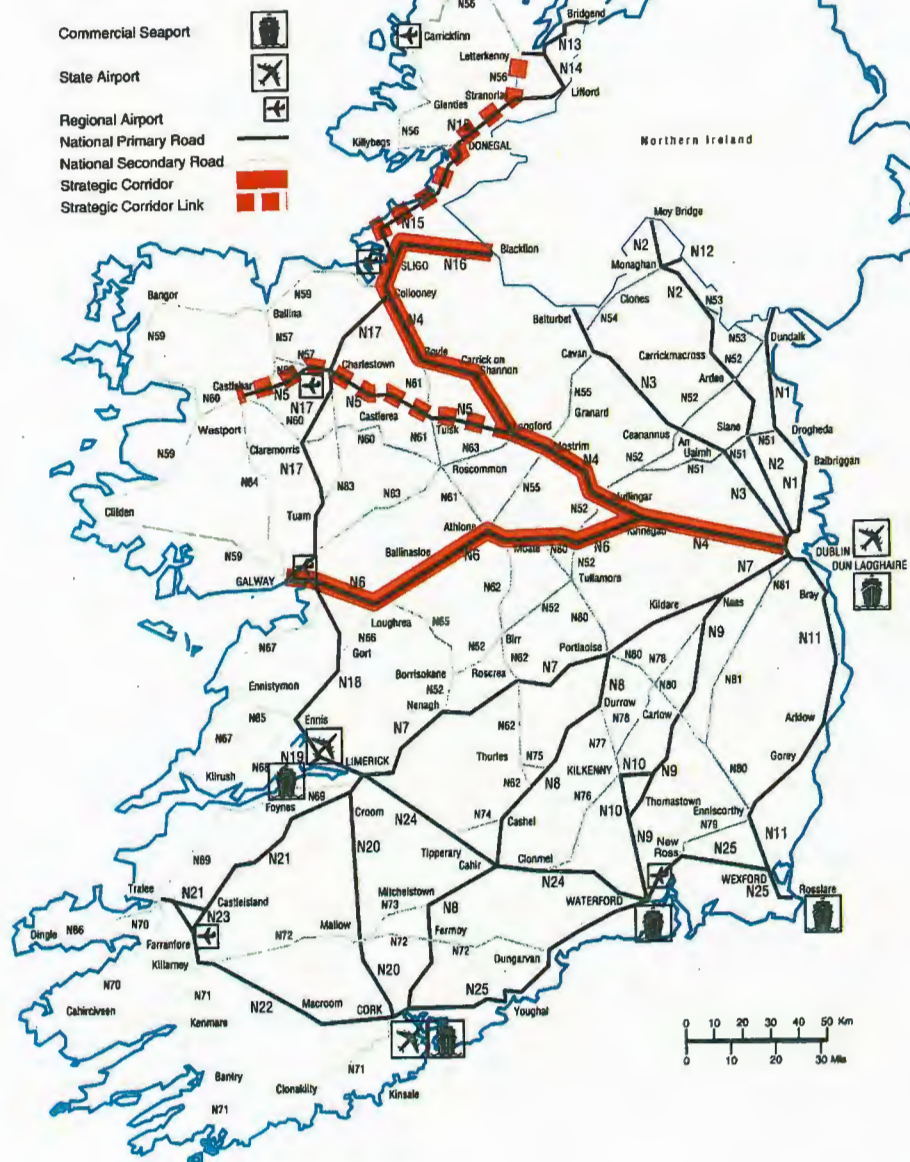 Commercial Seaport
State Airport
Regional Airport
National Primary Road
National Secondary Road
Strategic Corridor
Strategic Corridor Link
N56
Bridgend
Carrickfinn
N13
Letterkenny
N56
N14
Stranorlar
Lifford
Glenties
N15
N56
Killybegs
DONEGAL
Northern Ireland
N15
Moy Bridge
Blacklion
N2
N12
SLIGO
N16
Monaghan
Collooney
N2
Bangor
N59
Clones
N53
Ballina
N17
Belturbet
N54
N59
N57
N4
N53
Dundalk
N57
Boyle
Cavan
Carrickmacross
Charlestown
Carrick on
Shannon
N52
Castlebar
N5
N61
N3
Ardee
N60
N17
N5
N55
N1
Castlerea
N5
Granard
N52
Westport
N60
Tulsk
Longford
Slane
Drogheda
Claremorris
N60
N61
N63
Ceanannus
N51
An
N59
Mostrim
Uaimh
N51
Balbriggan
N17
Roscommon
N4
N52
N51
N2
N1
N84
N83
N55
N3
N63
Mullingar
Clifden
Tuam
N61
N52
Athlone
Kinnegad
N59
Ballinasloe
N6
Moate
N80
N6
N4
DUBLIN
DUN LAOGHAIRE
GALWAY
N52
N7
N6
N62
Tullamore
N81
Loughrea
N65
Kildare
Naas
Bray
N67
N66
N52
N80
Gort
N52
Birr
N9
N11
Borrisokane
N62
Portlaoise
N80
N78
Ennistymon
Roscrea
N7
N18
N52
N8
N80
N81
Nenagh
Durrow
Ennis
N85
N7
N62
N78
Carlow
Arklow
N67
Thurles
N77
N19
LIMERICK
N75
Gorey
Kilrush
N68
KILKENNY
N10
N9
N80
N69
N62
N8
Foynes
N76
Croom
N24
N10
Thomastown
N74
Enniscorthy
Cashel
N79
N20
N9
New
Ross
N11
N69
N21
Tipperary
N25
Cahir
Clonmel
N24
WEXFORD
Tralee
Mitchelstown
WATERFORD
N25
N21
Castleisland
Rosslare
N73
N23
N8
Dingle
N86
N70
Mallow
Fermoy
Farranfore
N72
N72
N72
Dungarvan
Killarney
N20
N70
N25
N71
N22
Macroom
CORK
Youghal
Cahirciveen
Kenmare
N71
Bantry
Clonakilty
Kinsale
N71
0 10 20 30 40 50 Km
0 10 20 30 Mls